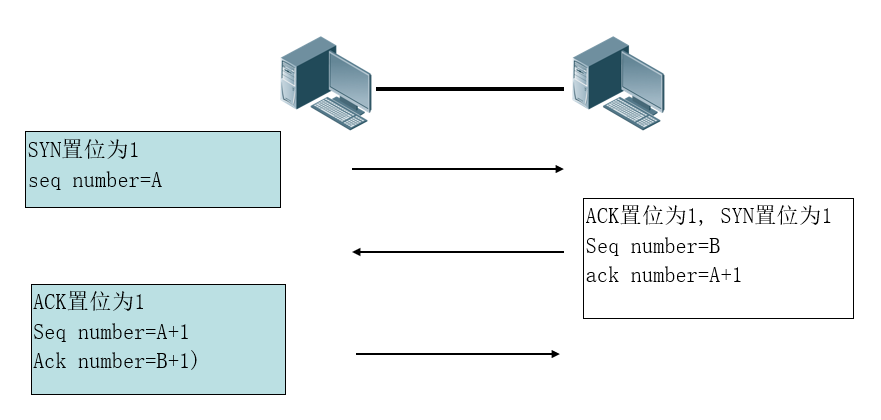 SYN置位为1
seq number=A
ACK置位为1, SYN置位为1
Seq number=B
ack number=A+1
ACK置位为1
Seq number=A+1
Ack number=B+1)